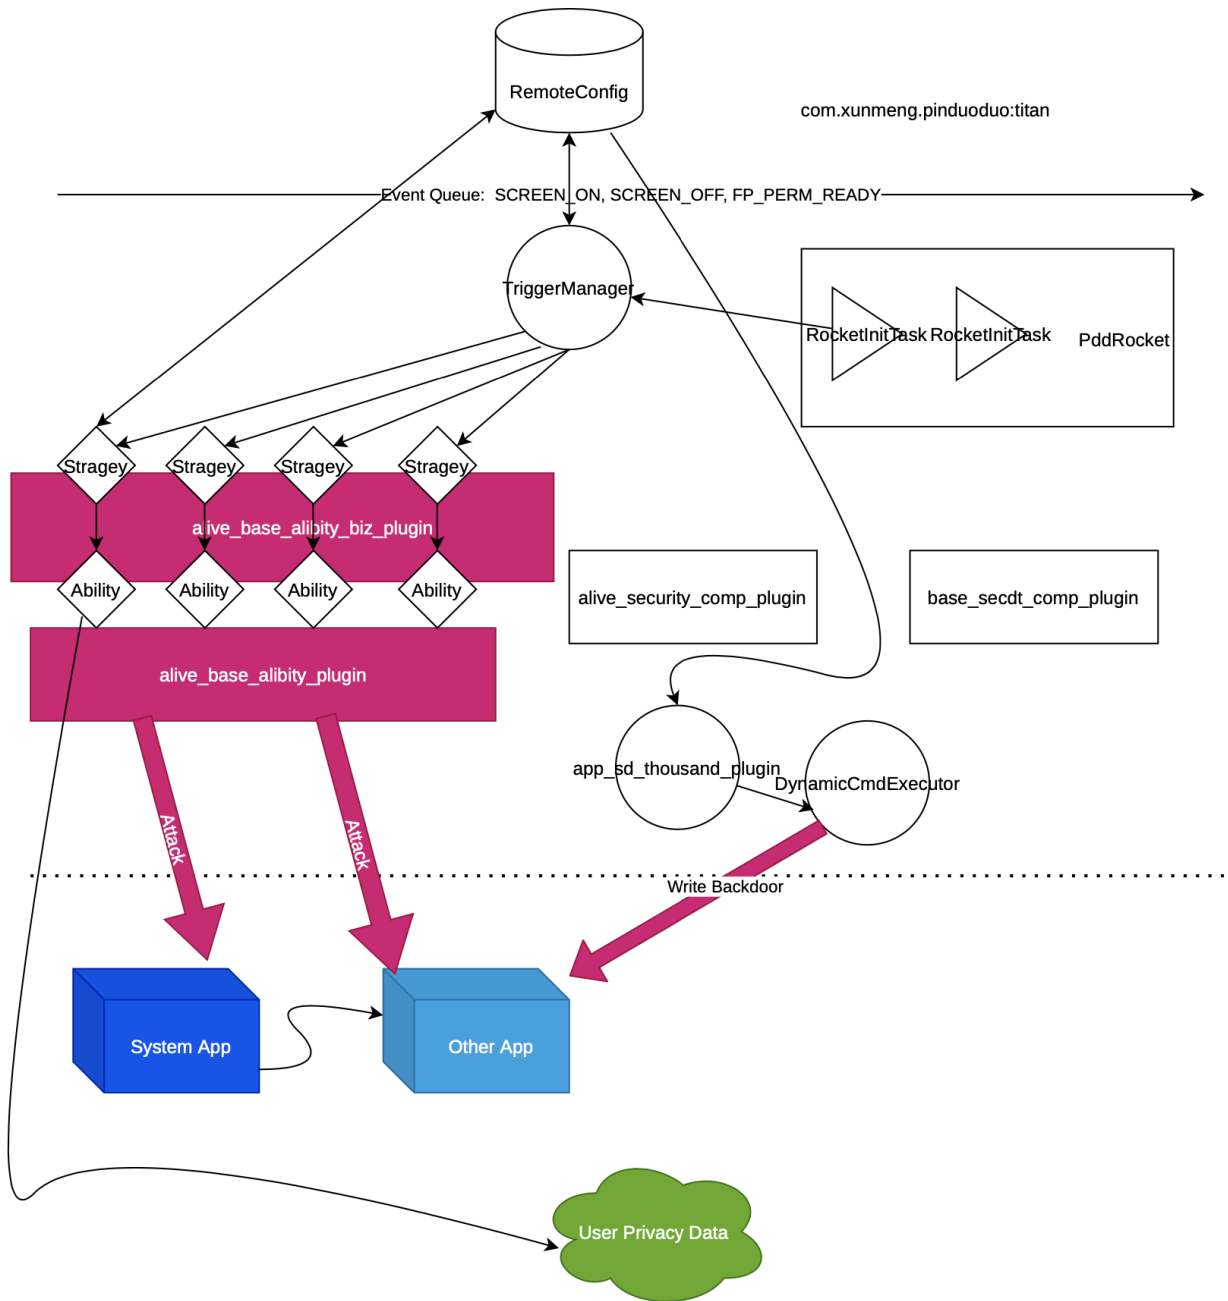 RemoteConfig
com.xunmeng.pinduoduo:titan
Event Queue: SCREEN_ON, SCREEN_OFF, FP_PERM_READY
TriggerManager
RocketInitTask
RocketInitTask
PddRocket
Stragey
Stragey
Stragey
Stragey
alive_base_alibity_biz_plugin
Ability
Ability
Ability
Ability
alive_security_comp_plugin
base_secdt_comp_plugin
alive_base_alibity_plugin
app_sd_thousand_plugin
DynamicCmdExecutor
Attack
Attack
Write Backdoor
System App
Other App
User Privacy Data